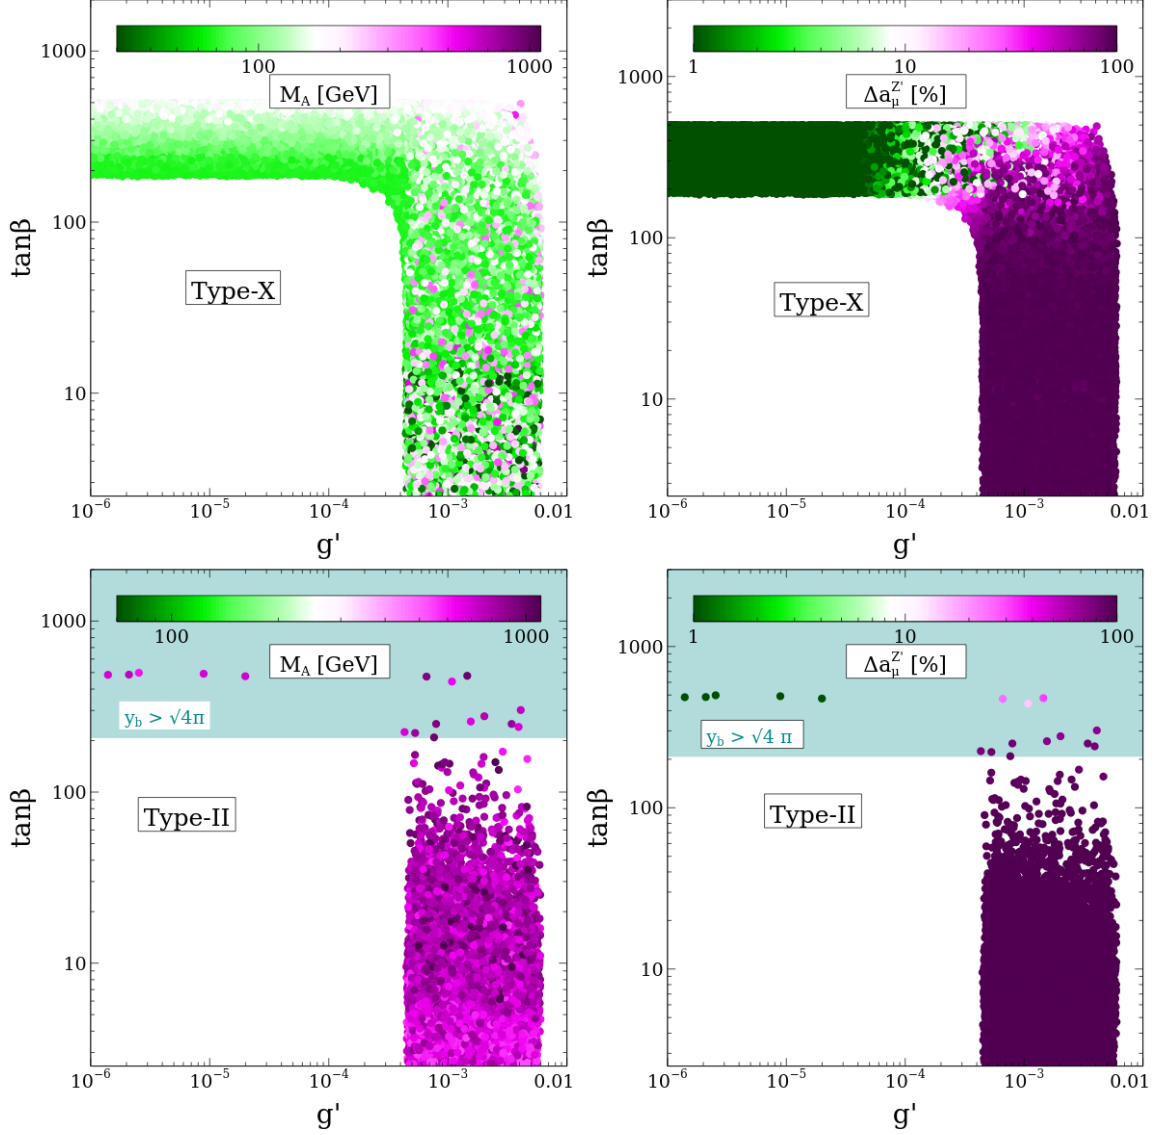 1000
100
10
tanβ
100 1000
M_A [GeV]
Type-X
10⁻⁶ 10⁻⁵ 10⁻⁴ 10⁻³ 0.01
g'
1000
100
10
tanβ
1 10 100
Δa_μ^Z' [%]
Type-X
10⁻⁶ 10⁻⁵ 10⁻⁴ 10⁻³ 0.01
g'
1000
100
10
tanβ
100 1000
M_A [GeV]
y_b > √4π
Type-II
10⁻⁶ 10⁻⁵ 10⁻⁴ 10⁻³ 0.01
g'
1000
100
10
tanβ
1 10 100
Δa_μ^Z' [%]
y_b > √4 π
Type-II
10⁻⁶ 10⁻⁵ 10⁻⁴ 10⁻³ 0.01
g'